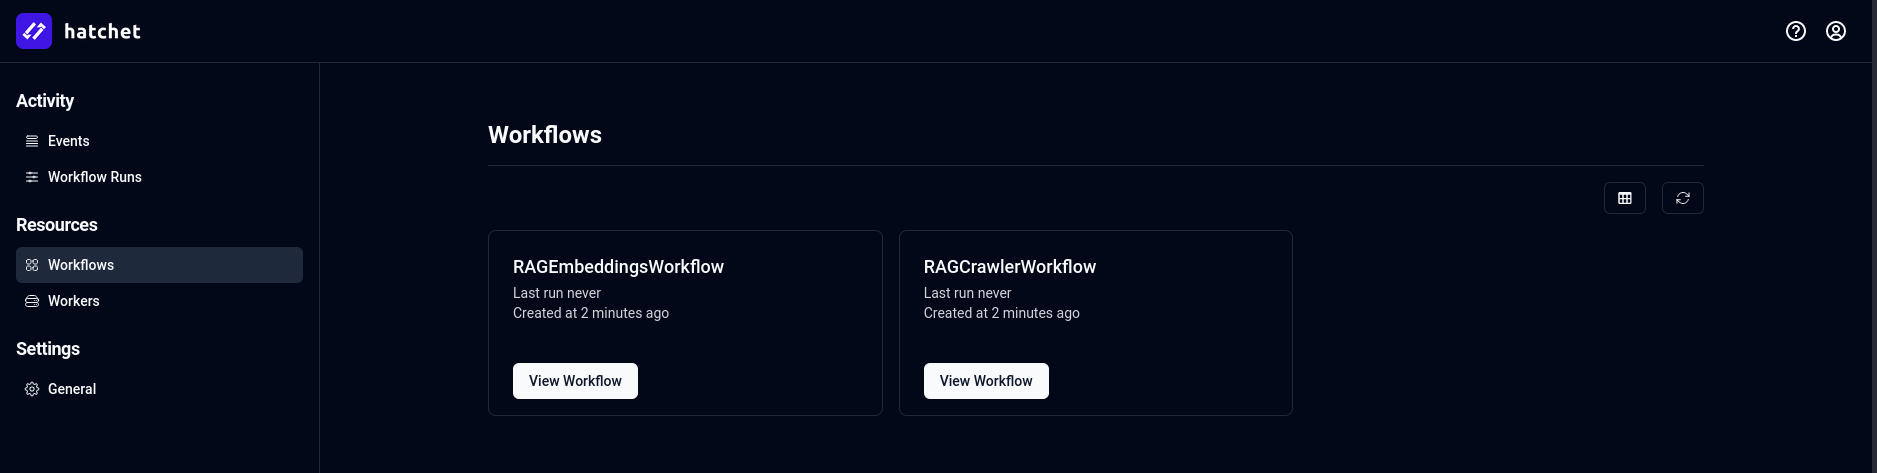 hatchet
Activity
Events
Workflow Runs
Resources
Workflows
Workers
Settings
General
Workflows
RAGEmbeddingsWorkflow
Last run never
Created at 2 minutes ago
View Workflow
RAGCrawlerWorkflow
Last run never
Created at 2 minutes ago
View Workflow